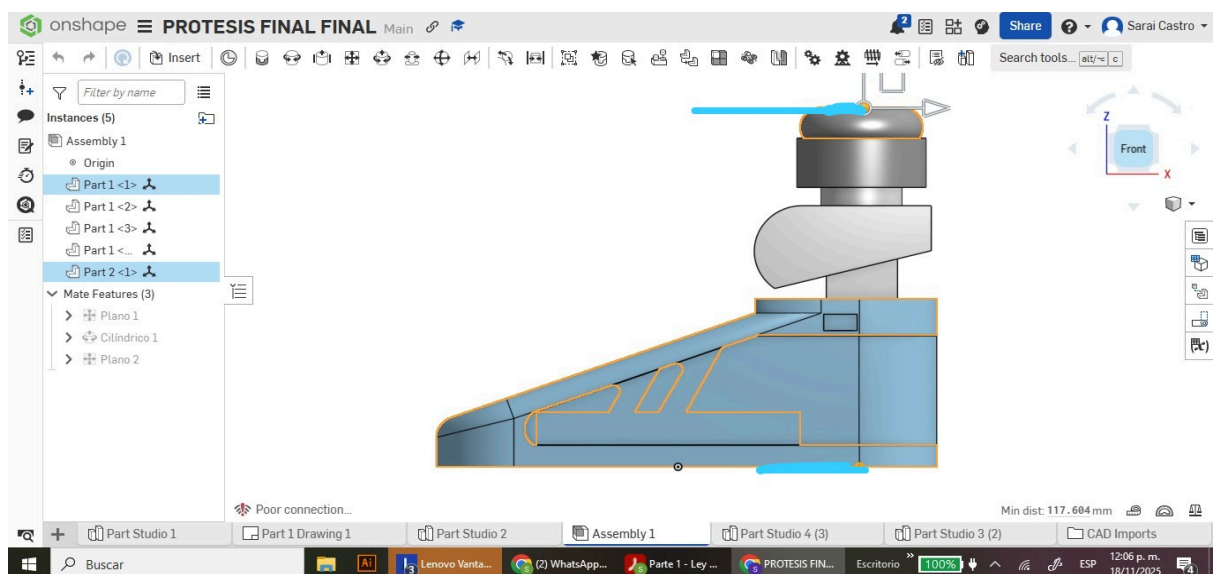 onshape PROTESIS FINAL FINAL Main 2 Share Sarai Castro
Insert Search tools... alt/⌥ c
Filter by name
Instances (5)
Assembly 1
Origin
Part 1 <1>
Part 1 <2>
Part 1 <3>
Part 1 <...
Part 2 <1>
Mate Features (3)
Plano 1
Cilíndrico 1
Plano 2
Z
Front
X
Poor connection...
Min dist: 117.604 mm
Part Studio 1 Part 1 Drawing 1 Part Studio 2 Assembly 1 Part Studio 4 (3) Part Studio 3 (2) CAD Imports
Buscar Ai Lenovo Vanta... (2) WhatsApp... Parte 1 - Ley ... PROTESIS FIN... Escritorio » 100% ESP 12:06 p. m.
18/11/2025 4